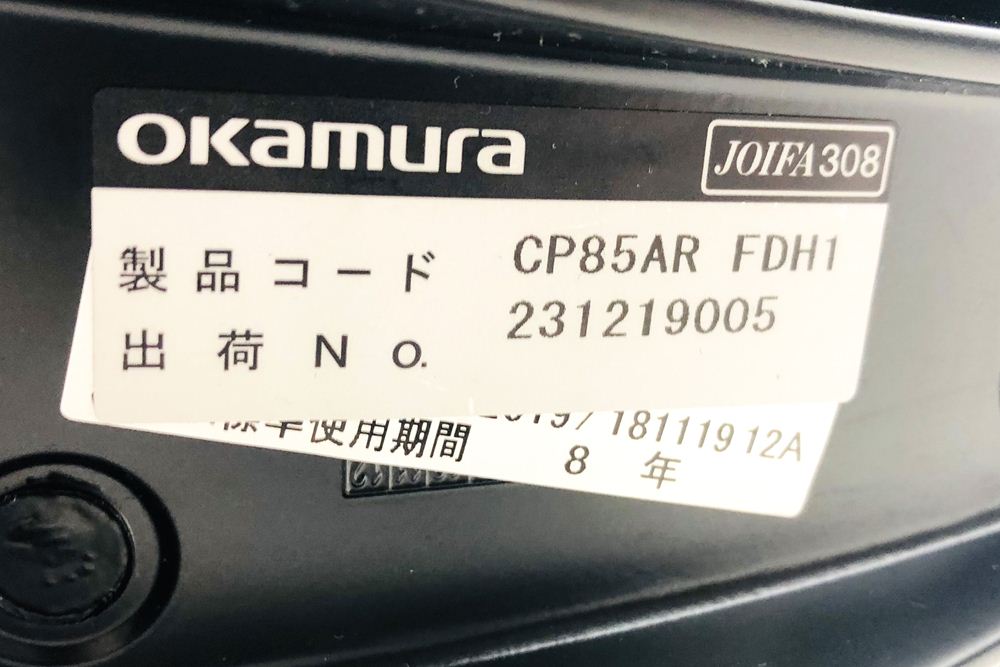 okamura
JOIFA308
製品コード CP85AR FDH1
出荷No. 231219005
2019/ 18111912A
標準使用期間 8年